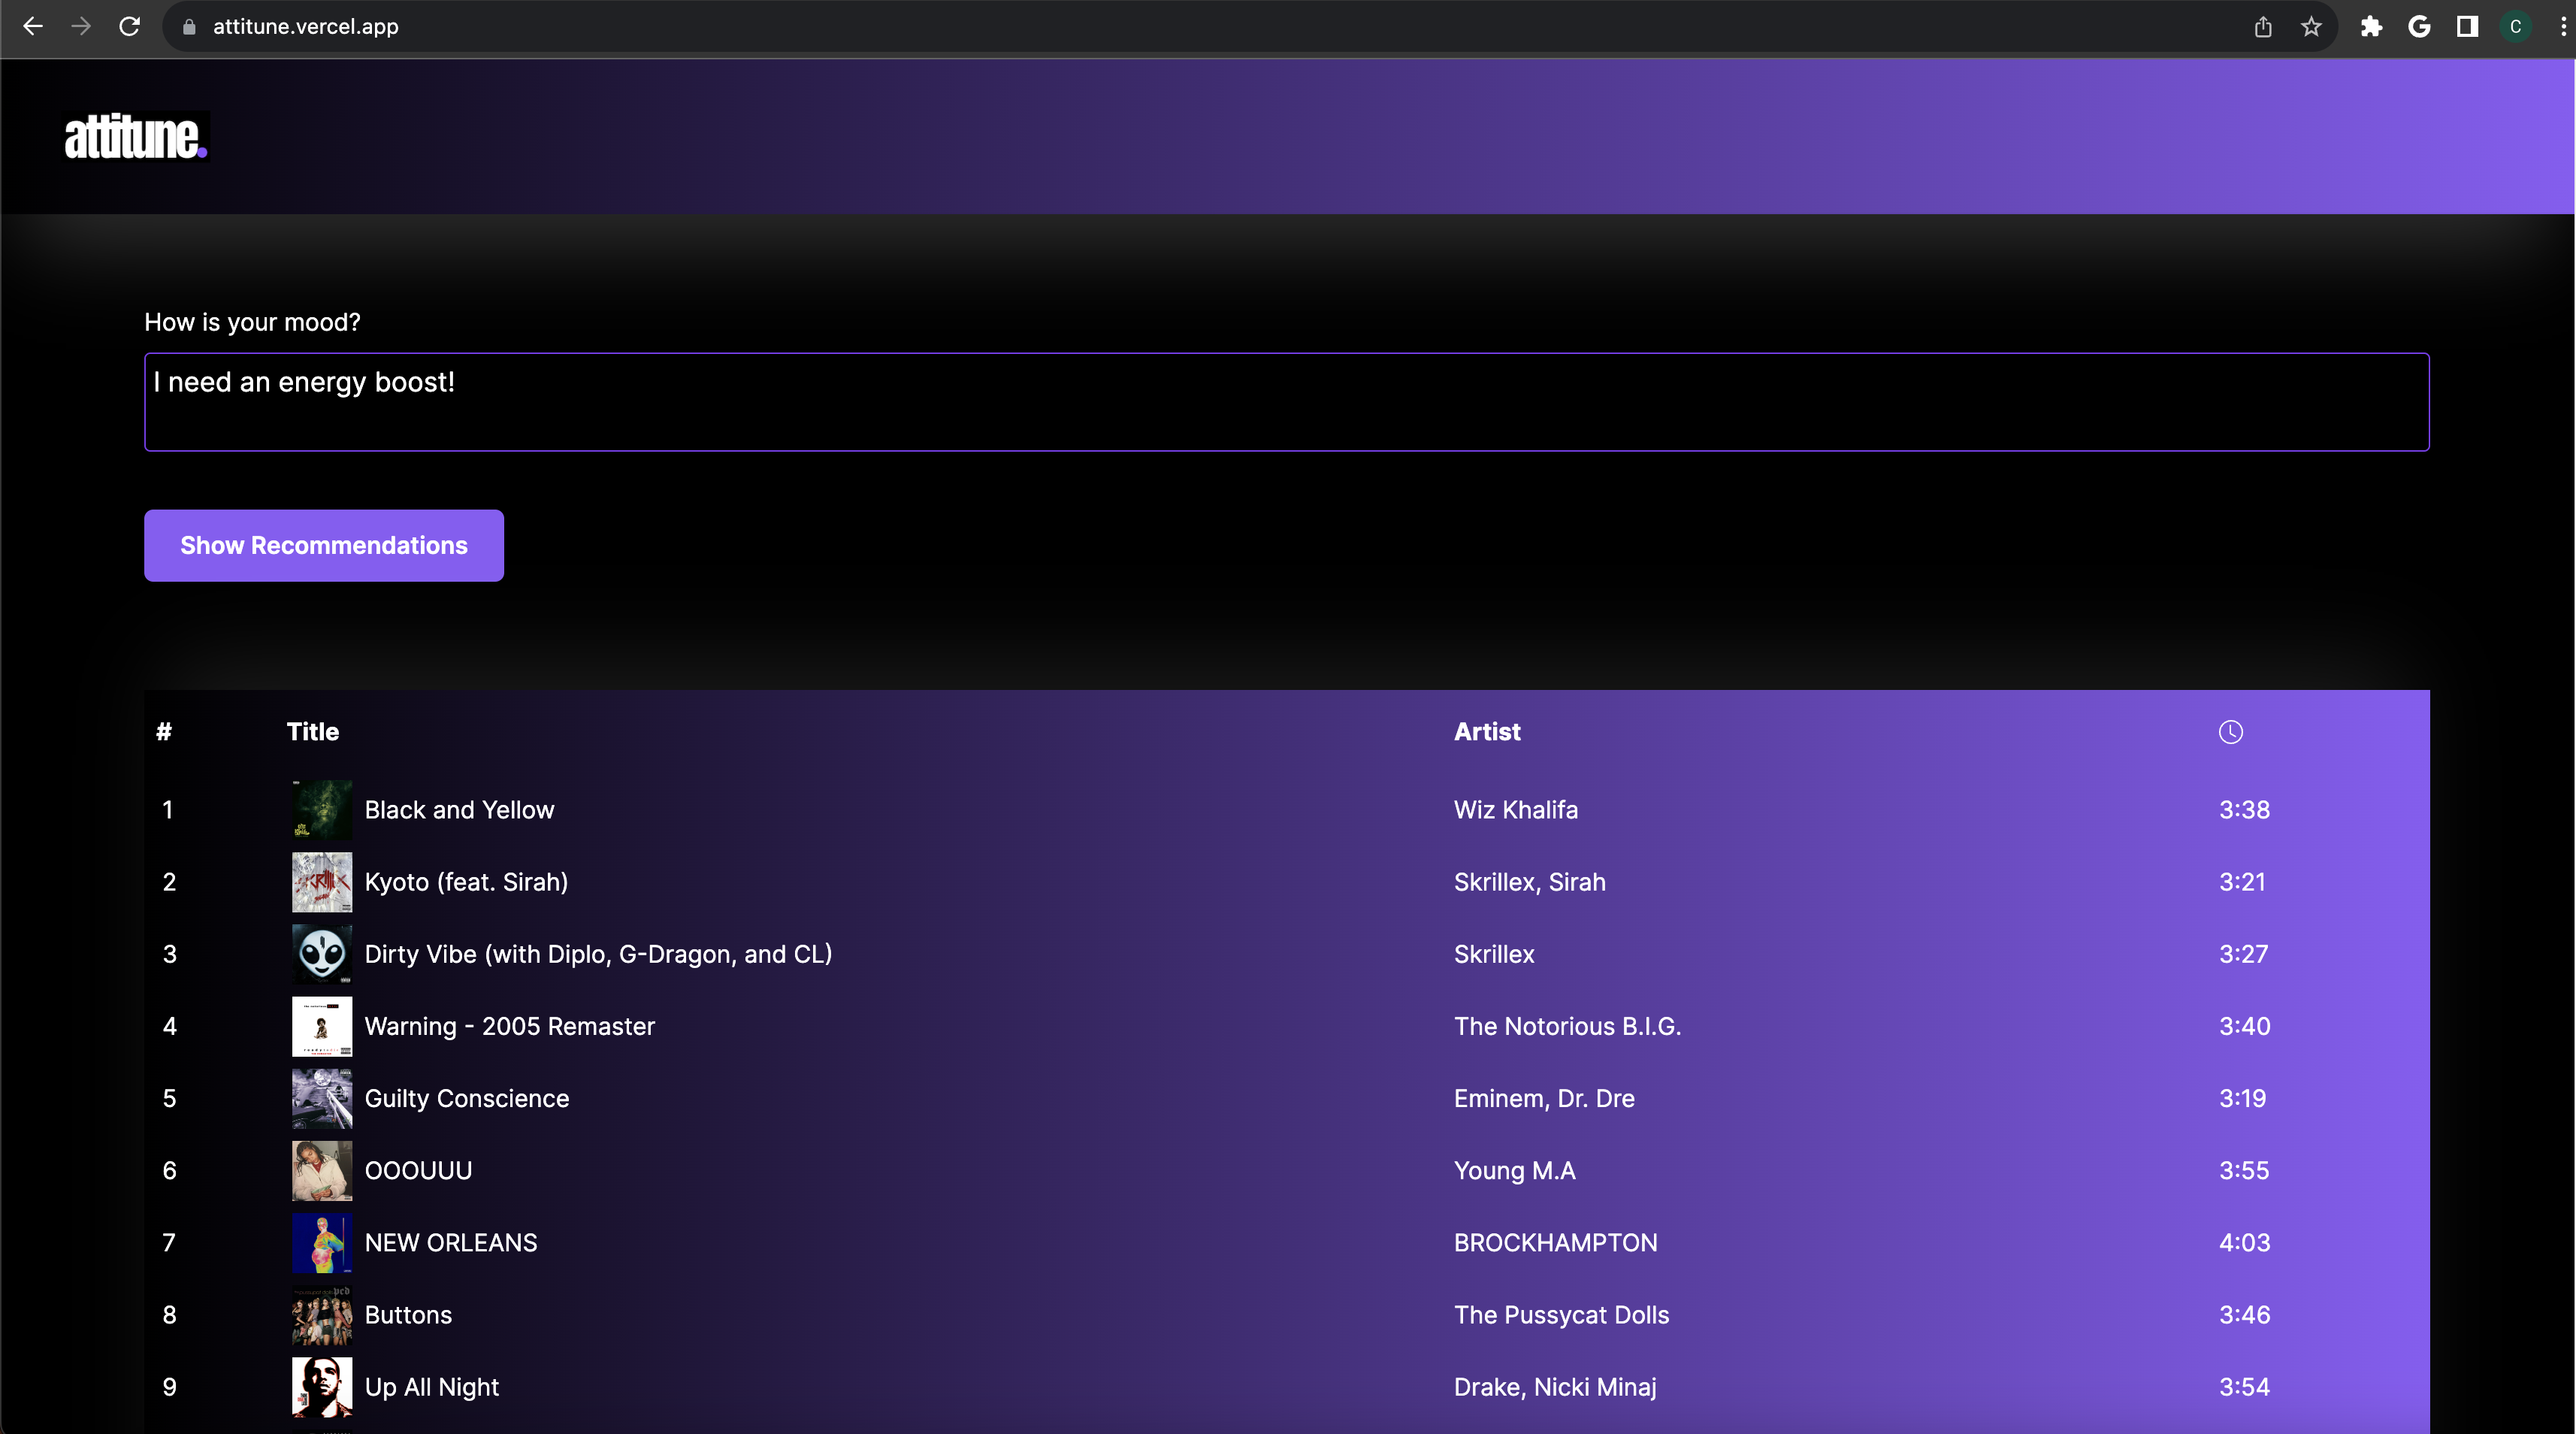 attitune.vercel.app
C
attitune.
How is your mood?
I need an energy boost!
Show Recommendations
# Title Artist
1 Black and Yellow Wiz Khalifa 3:38
2 Kyoto (feat. Sirah) Skrillex, Sirah 3:21
3 Dirty Vibe (with Diplo, G-Dragon, and CL) Skrillex 3:27
4 Warning - 2005 Remaster The Notorious B.I.G. 3:40
5 Guilty Conscience Eminem, Dr. Dre 3:19
6 OOOUUU Young M.A 3:55
7 NEW ORLEANS BROCKHAMPTON 4:03
8 Buttons The Pussycat Dolls 3:46
9 Up All Night Drake, Nicki Minaj 3:54